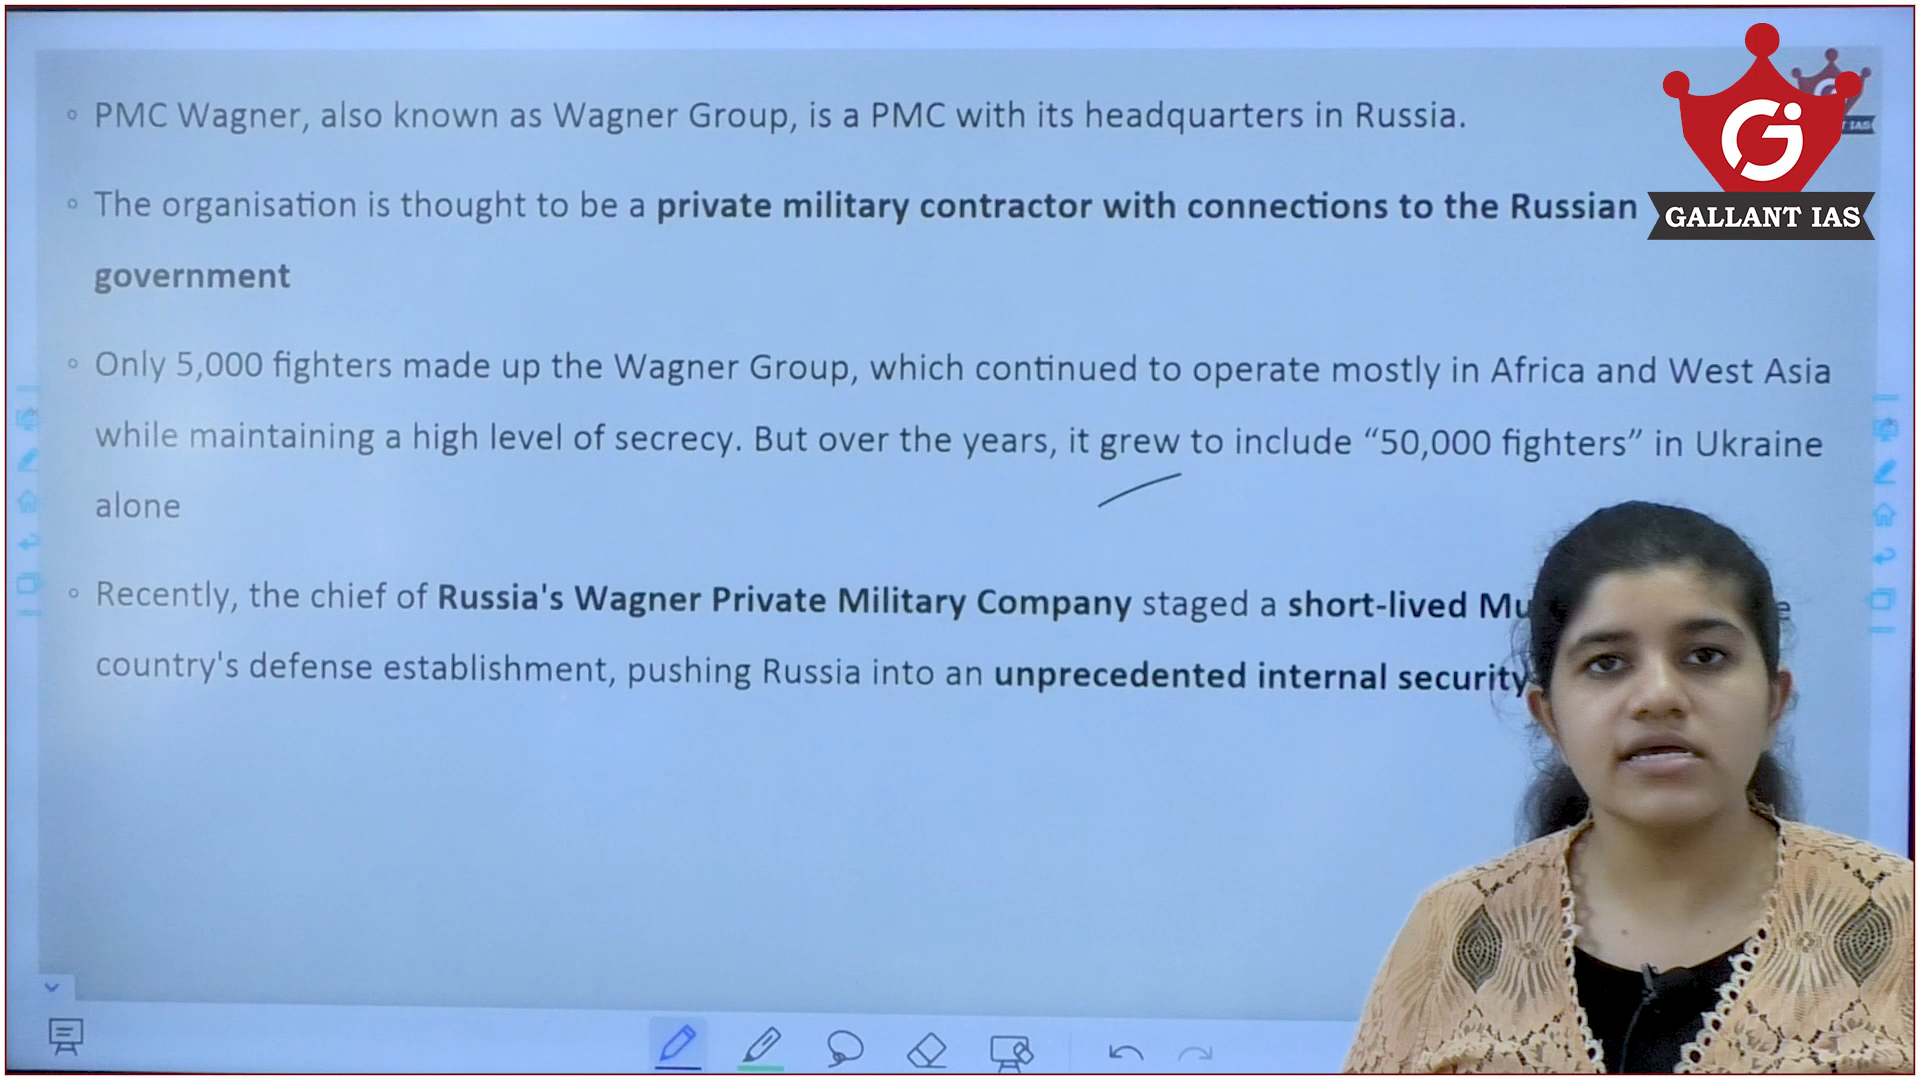 PMC Wagner, also known as Wagner Group, is a PMC with its headquarters in Russia.
The organisation is thought to be a private military contractor with connections to the Russian
government
Only 5,000 fighters made up the Wagner Group, which continued to operate mostly in Africa and West Asia
while maintaining a high level of secrecy. But over the years, it grew to include “50,000 fighters” in Ukraine
alone
Recently, the chief of Russia's Wagner Private Military Company staged a short-lived
country's defense establishment, pushing Russia into an unprecedented internal security
GALLANT IAS
IAS